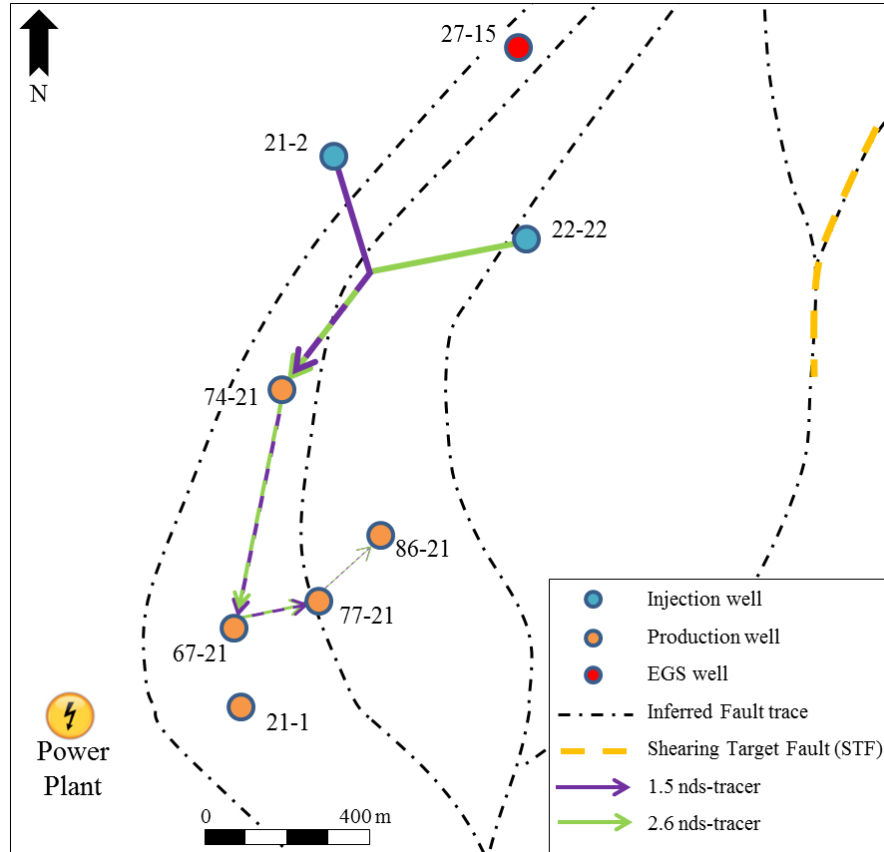 27-15
N
21-2
22-22
74-21
86-21
77-21
67-21
21-1
Power
Plant
0 400 m
Injection well
Production well
EGS well
Inferred Fault trace
Shearing Target Fault (STF)
1.5 nds-tracer
2.6 nds-tracer